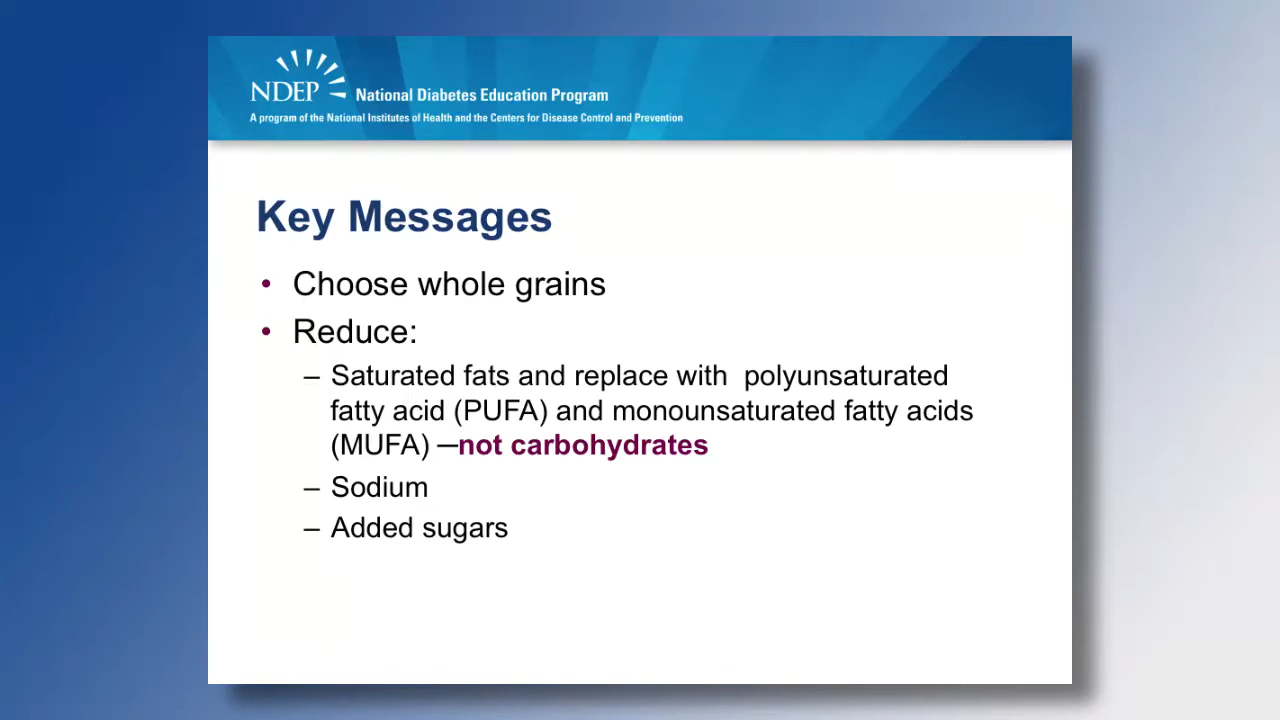 NDEP National Diabetes Education Program
A program of the National Institutes of Health and the Centers for Disease Control and Prevention
Key Messages
• Choose whole grains
• Reduce:
– Saturated fats and replace with polyunsaturated
fatty acid (PUFA) and monounsaturated fatty acids
(MUFA) —not carbohydrates
– Sodium
– Added sugars